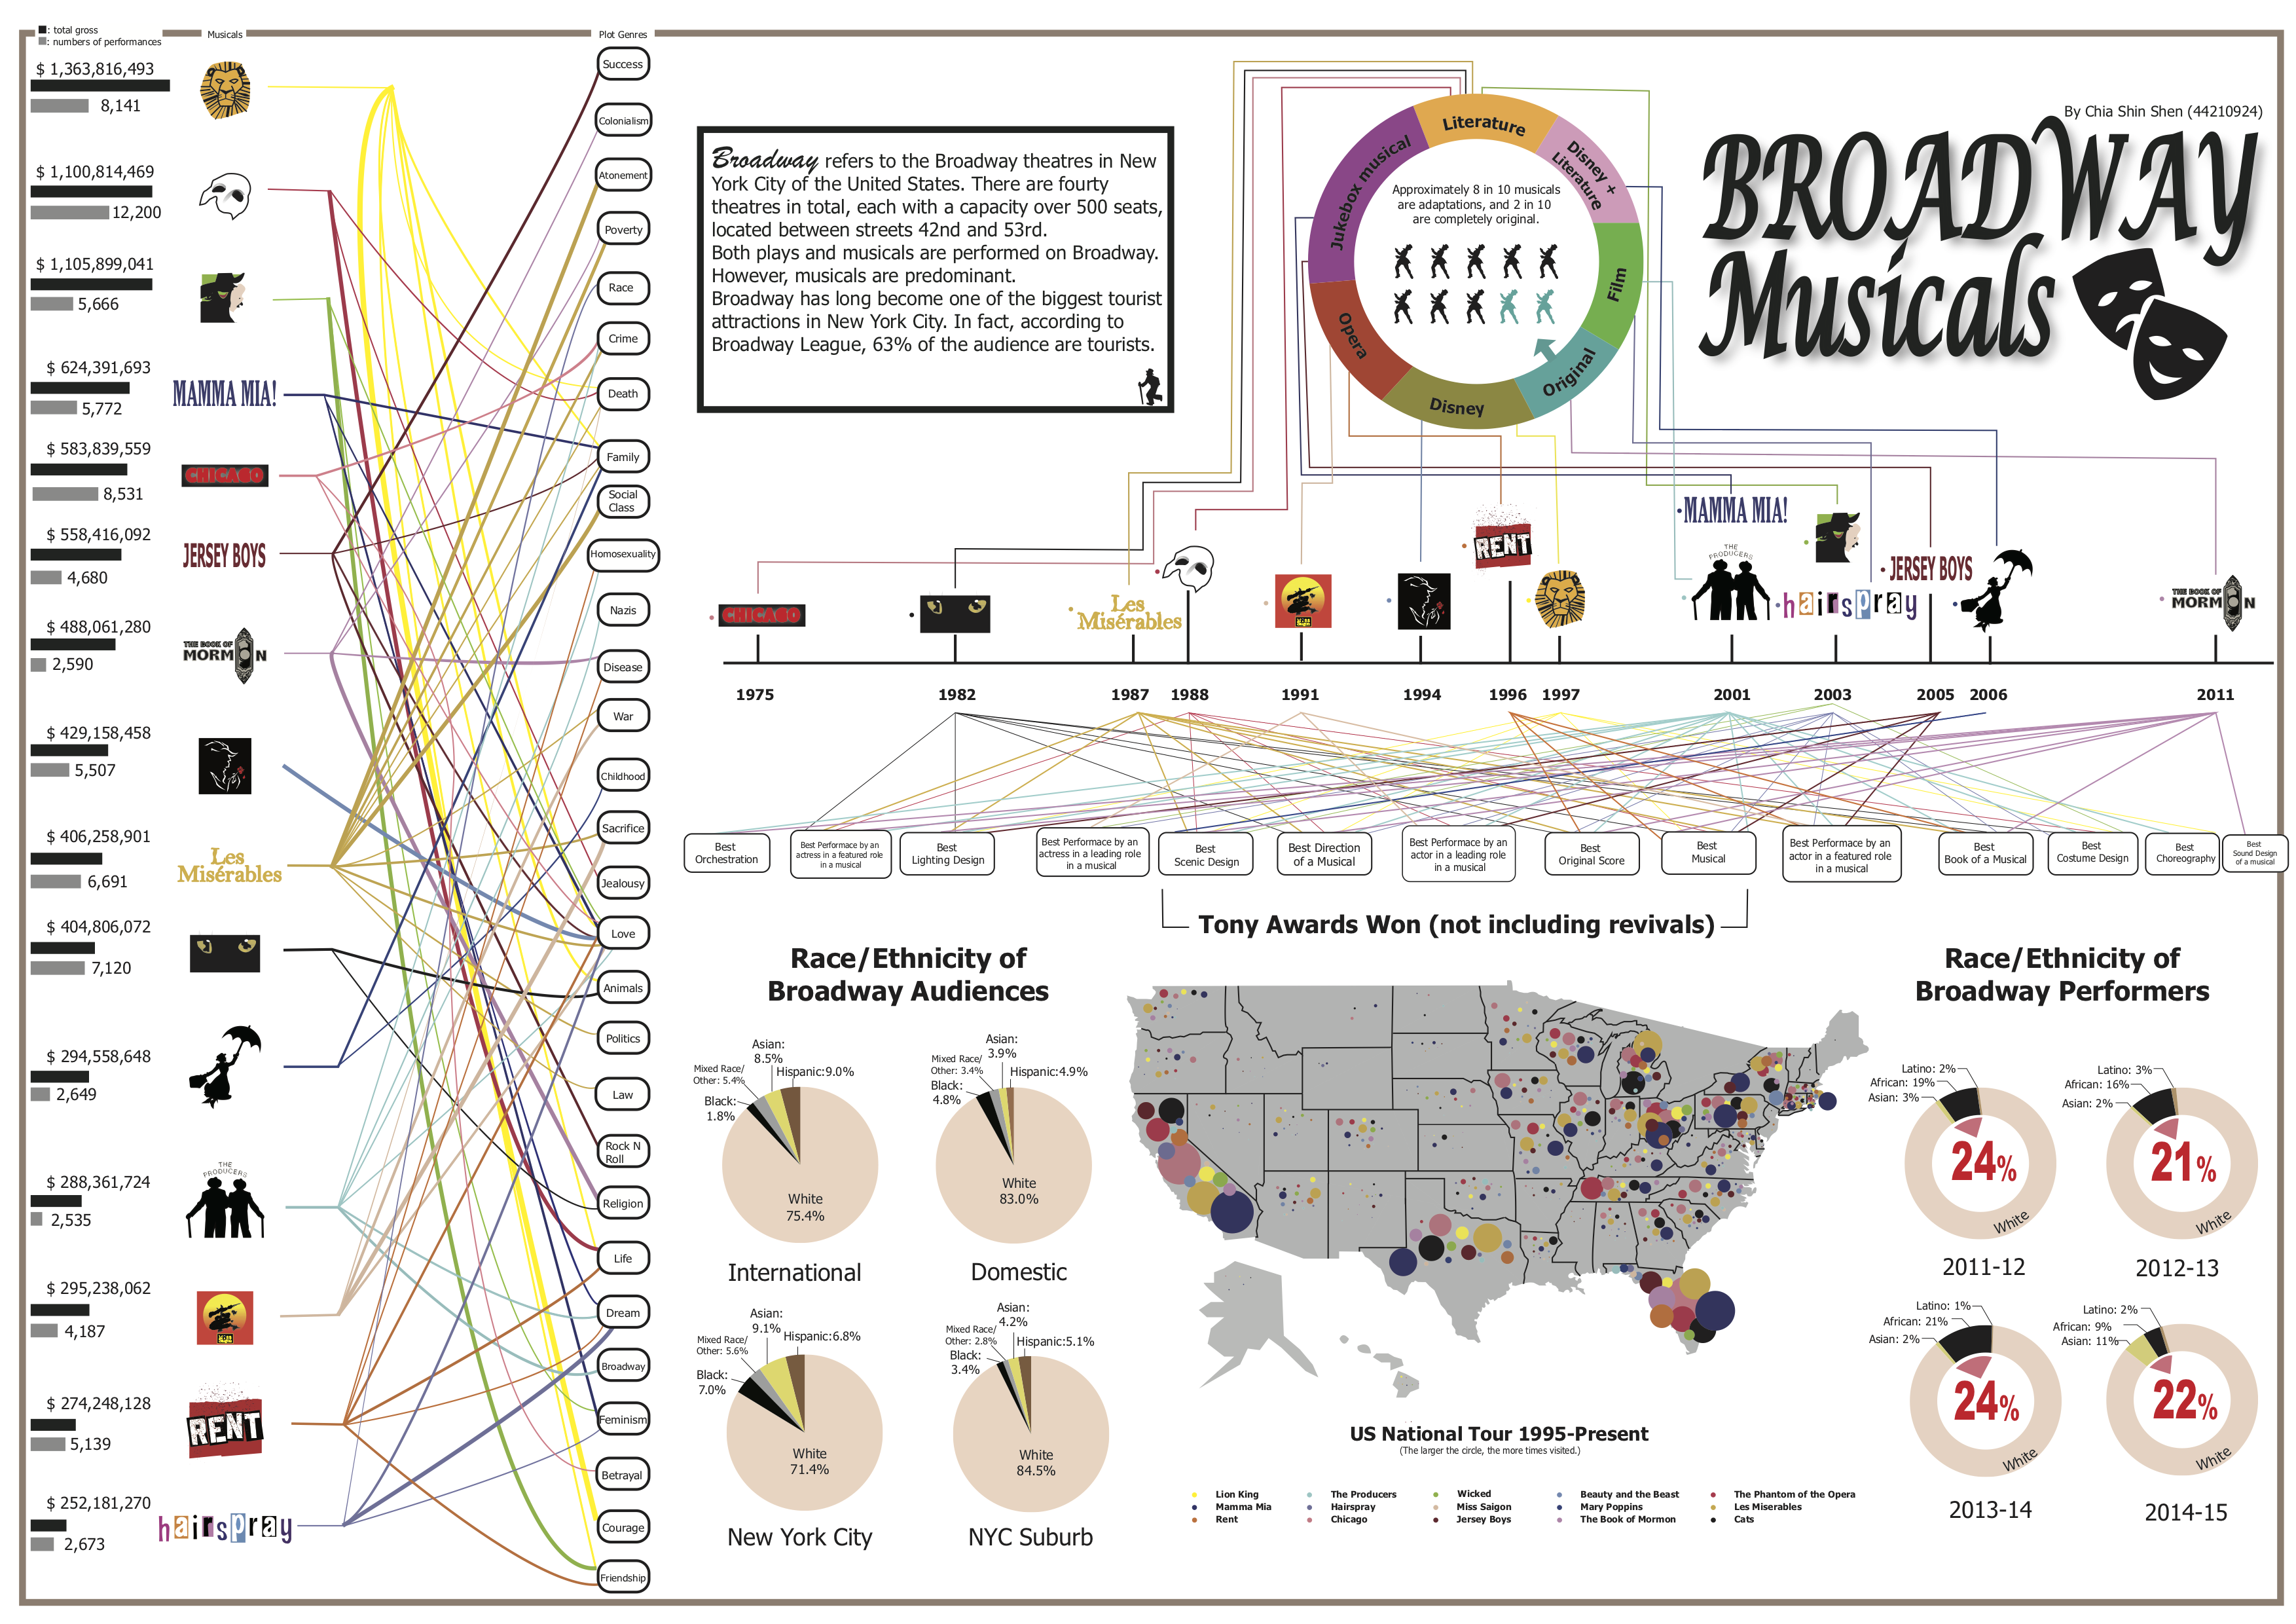 : total gross
: numbers of performances
Musicals
Plot Genres
$ 1,363,816,493
8,141
$ 1,100,814,469
12,200
$ 1,105,899,041
5,666
$ 624,391,693
MAMMA MIA!
5,772
$ 583,839,559
CHICAGO
8,531
$ 558,416,092
JERSEY BOYS
4,680
$ 488,061,280
THE BOOK OF
MORMON
2,590
$ 429,158,458
5,507
$ 406,258,901
Les
Misérables
6,691
$ 404,806,072
7,120
$ 294,558,648
2,649
THE
PRODUCERS
$ 288,361,724
2,535
$ 295,238,062
4,187
$ 274,248,128
RENT
5,139
$ 252,181,270
hairspray
2,673
Success
Colonialism
Atonement
Poverty
Race
Crime
Death
Family
Social
Class
Homosexuality
Nazis
Disease
War
Childhood
Sacrifice
Jealousy
Love
Animals
Politics
Law
Rock N
Roll
Religion
Life
Dream
Broadway
Feminism
Betrayal
Courage
Friendship
Broadway refers to the Broadway theatres in New
York City of the United States. There are fourty
theatres in total, each with a capacity over 500 seats,
located between streets 42nd and 53rd.
Both plays and musicals are performed on Broadway.
However, musicals are predominant.
Broadway has long become one of the biggest tourist
attractions in New York City. In fact, according to
Broadway League, 63% of the audience are tourists.
Literature
Disney +
Literature
Film
Original
Disney
Opera
Jukebox musical
Approximately 8 in 10 musicals
are adaptations, and 2 in 10
are completely original.
By Chia Shin Shen (44210924)
BROADWAY
Musicals
CHICAGO
Les
Misérables
RENT
MAMMA MIA!
THE
PRODUCERS
hairspray
JERSEY BOYS
THE BOOK OF
MORMON
1975
1982
1987
1988
1991
1994
1996
1997
2001
2003
2005
2006
2011
Best
Orchestration
Best Performace by an
actress in a featured role
in a musical
Best
Lighting Design
Best Performace by an
actress in a leading role
in a musical
Best
Scenic Design
Best Direction
of a Musical
Best Performace by an
actor in a leading role
in a musical
Best
Original Score
Best
Musical
Best Performace by an
actor in a featured role
in a musical
Best
Book of a Musical
Best
Costume Design
Best
Choreography
Best
Sound Design
of a musical
Tony Awards Won (not including revivals)
Race/Ethnicity of
Broadway Audiences
Asian:
8.5%
Mixed Race/
Other: 5.4%
Hispanic:9.0%
Black:
1.8%
White
75.4%
International
Asian:
3.9%
Mixed Race/
Other: 3.4%
Hispanic:4.9%
Black:
4.8%
White
83.0%
Domestic
Asian:
9.1%
Mixed Race/
Other: 5.6%
Hispanic:6.8%
Black:
7.0%
White
71.4%
New York City
Asian:
4.2%
Mixed Race/
Other: 2.8%
Hispanic:5.1%
Black:
3.4%
White
84.5%
NYC Suburb
US National Tour 1995-Present
(The larger the circle, the more times visited.)
Lion King
Mamma Mia
Rent
The Producers
Hairspray
Chicago
Wicked
Miss Saigon
Jersey Boys
Beauty and the Beast
Mary Poppins
The Book of Mormon
The Phantom of the Opera
Les Miserables
Cats
Race/Ethnicity of
Broadway Performers
Latino: 2%
African: 19%
Asian: 3%
24%
White
2011-12
Latino: 3%
African: 16%
Asian: 2%
21%
White
2012-13
Latino: 1%
African: 21%
Asian: 2%
24%
White
2013-14
Latino: 2%
African: 9%
Asian: 11%
22%
White
2014-15